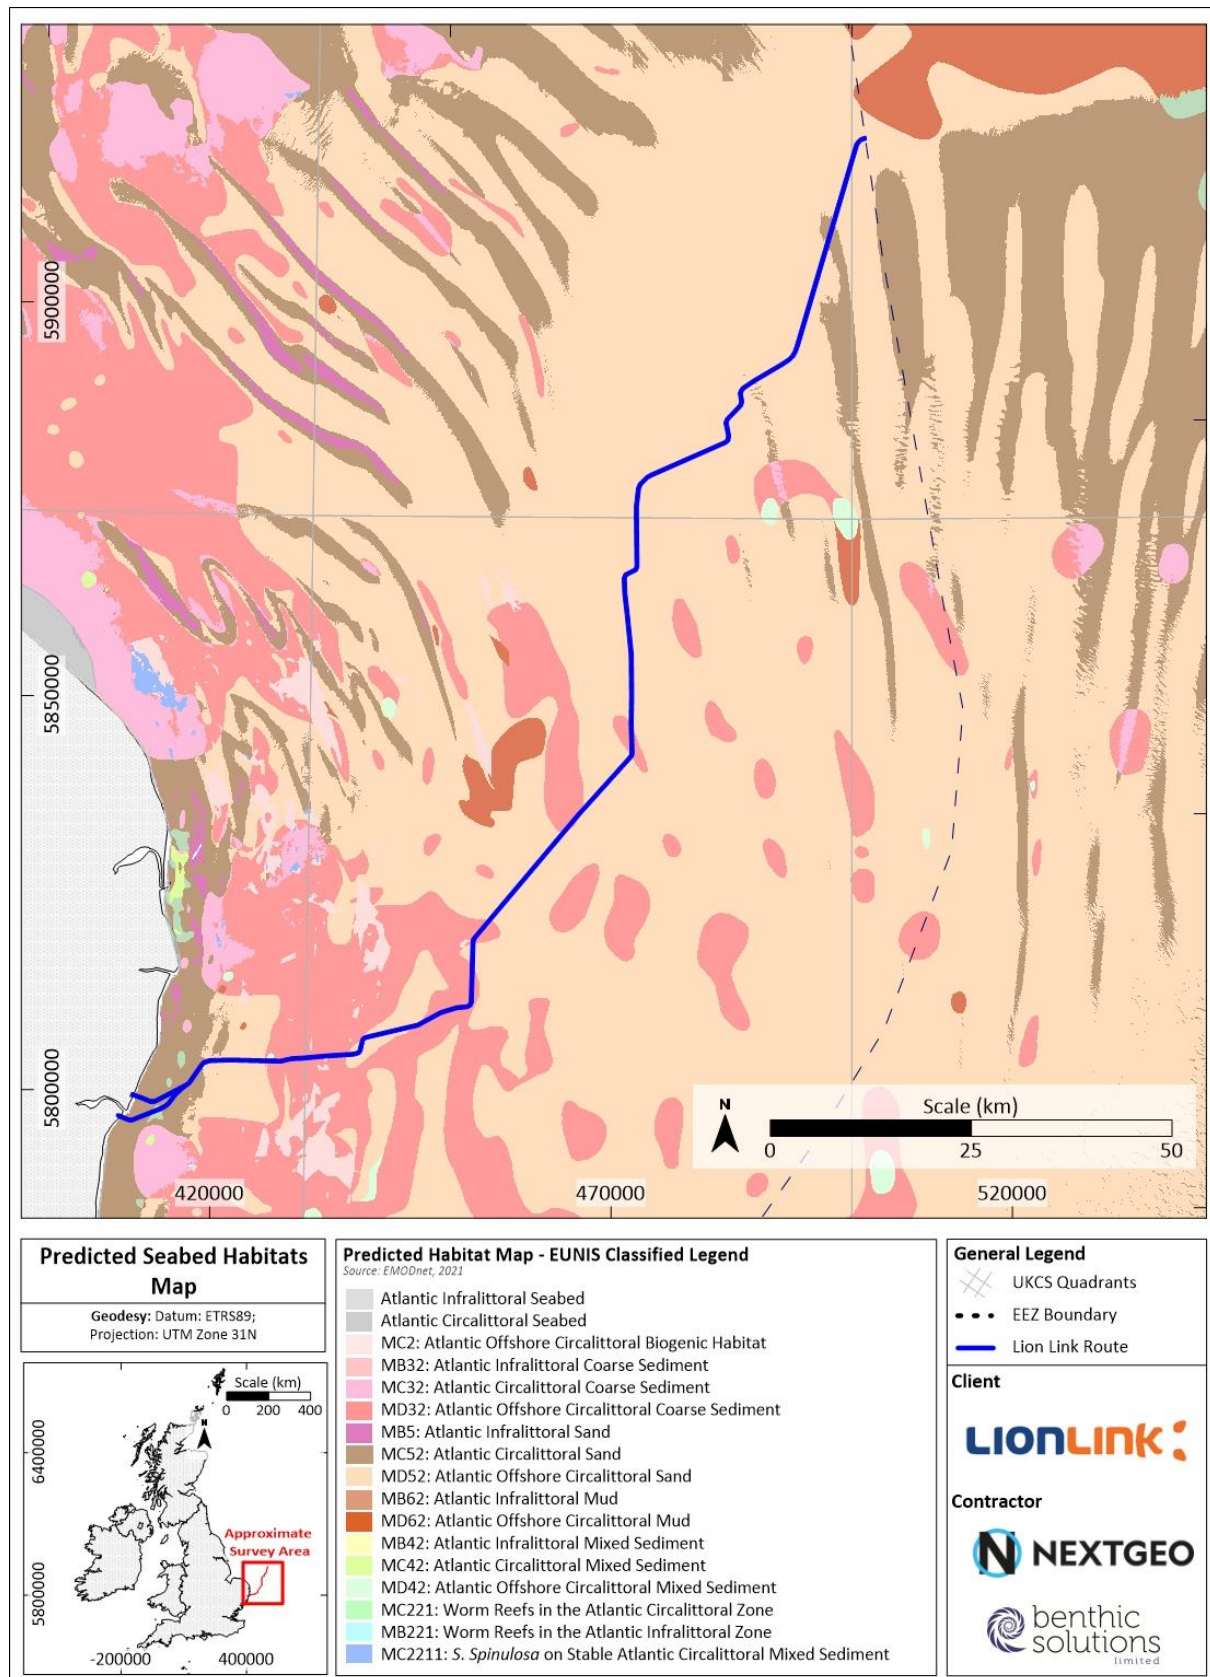 5900000
5850000
5800000
N
Scale (km)
0 25 50
420000 470000 520000
Predicted Seabed Habitats
Map
Geodesy: Datum: ETRS89;
Projection: UTM Zone 31N
Scale (km)
0 200 400
N
6400000
5800000
Approximate
Survey Area
-200000 400000
Predicted Habitat Map - EUNIS Classified Legend
Source: EMODnet, 2021
Atlantic Infralittoral Seabed
Atlantic Circalittoral Seabed
MC2: Atlantic Offshore Circalittoral Biogenic Habitat
MB32: Atlantic Infralittoral Coarse Sediment
MC32: Atlantic Circalittoral Coarse Sediment
MD32: Atlantic Offshore Circalittoral Coarse Sediment
MB5: Atlantic Infralittoral Sand
MC52: Atlantic Circalittoral Sand
MD52: Atlantic Offshore Circalittoral Sand
MB62: Atlantic Infralittoral Mud
MD62: Atlantic Offshore Circalittoral Mud
MB42: Atlantic Infralittoral Mixed Sediment
MC42: Atlantic Circalittoral Mixed Sediment
MD42: Atlantic Offshore Circalittoral Mixed Sediment
MC221: Worm Reefs in the Atlantic Circalittoral Zone
MB221: Worm Reefs in the Atlantic Infralittoral Zone
MC2211: S. Spinulosa on Stable Atlantic Circalittoral Mixed Sediment
General Legend
UKCS Quadrants
EEZ Boundary
Lion Link Route
Client
LIONLINK
Contractor
N NEXTGEO
benthic
solutions
limited